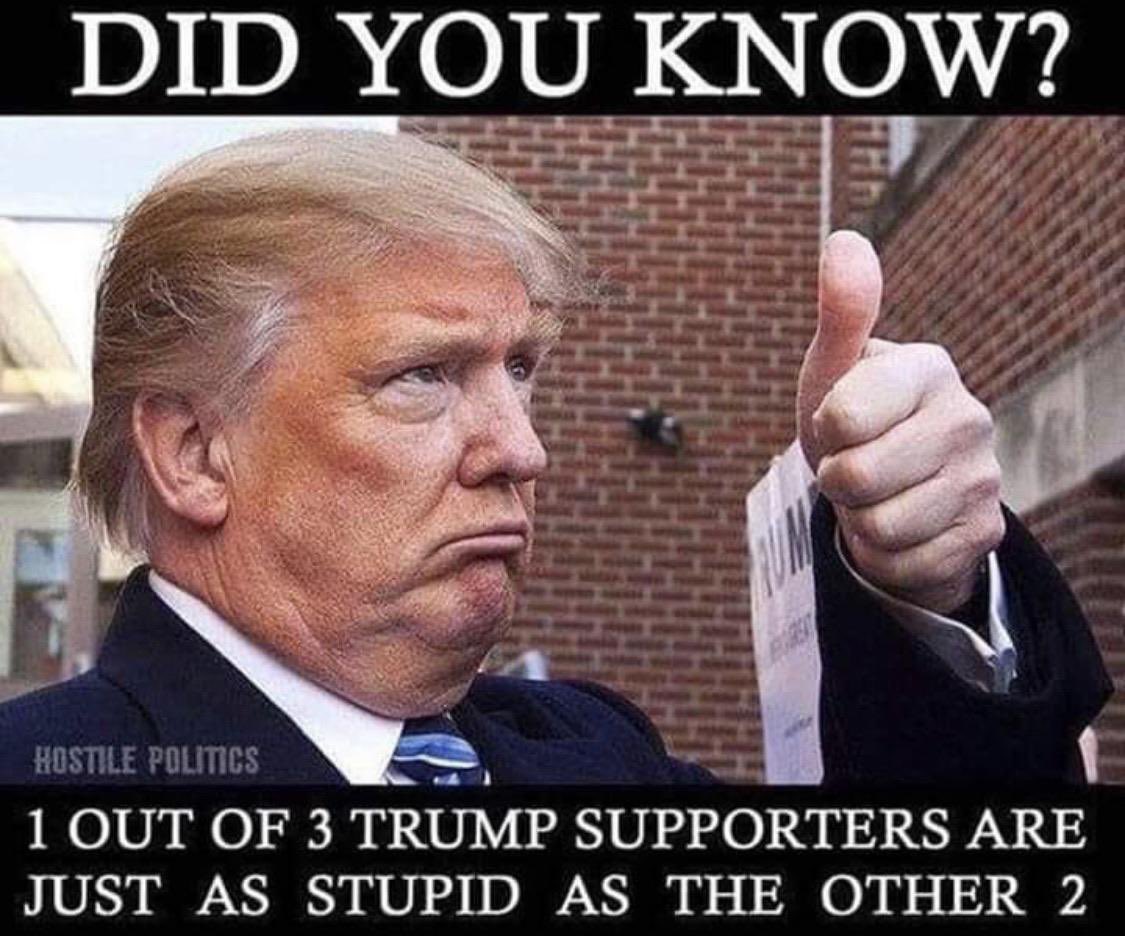 DID YOU KNOW?
HOSTILE POLITICS
1 OUT OF 3 TRUMP SUPPORTERS ARE
JUST AS STUPID AS THE OTHER 2